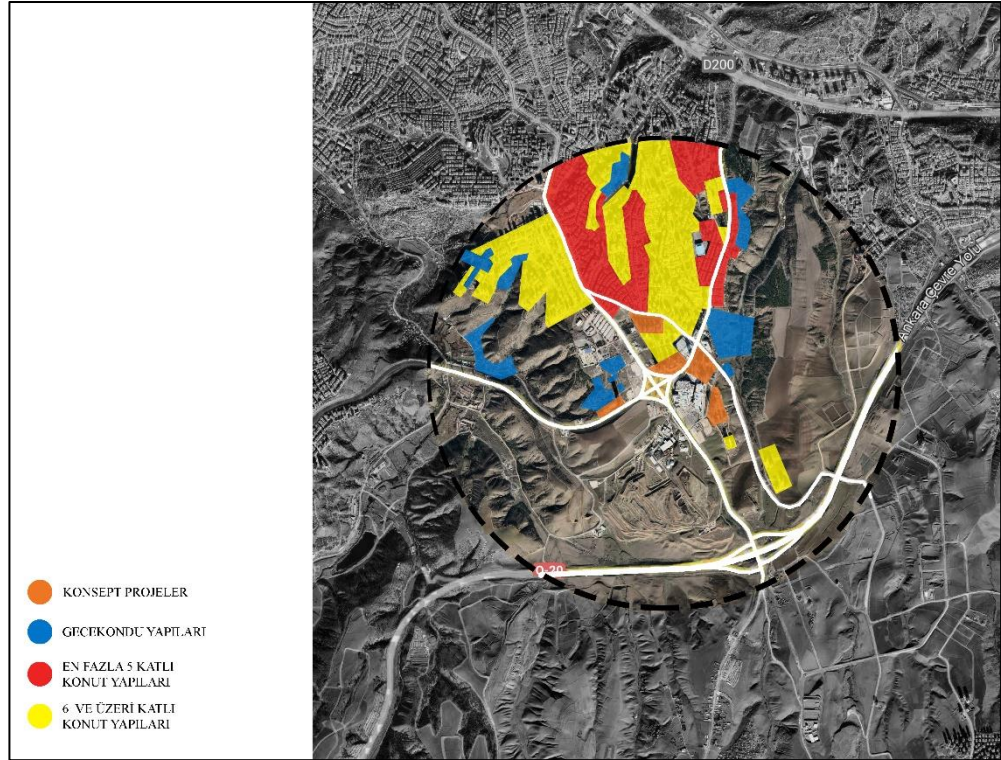 D200
Ankara Çevre Yolu
O-20
KONSEPT PROJELER
GECEKONDU YAPILARI
EN FAZLA 5 KATLI
KONUT YAPILARI
6 VE ÜZERİ KATLI
KONUT YAPILARI